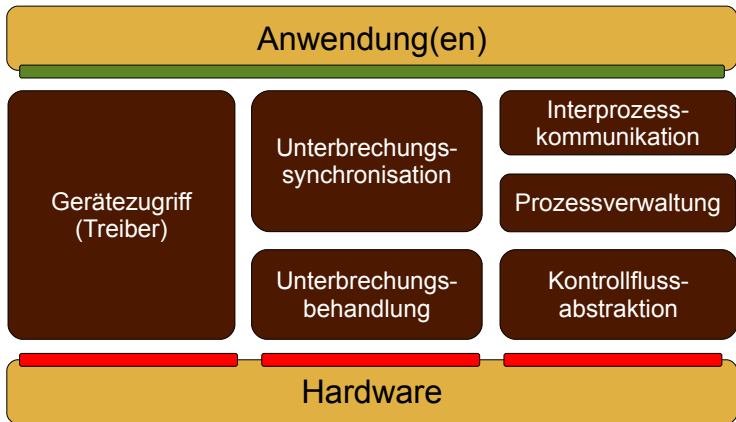 Anwendung(en)
Gerätezugriff
(Treiber)
Unterbrechungs-
synchronisation
Unterbrechungs-
behandlung
Interprozess-
kommunikation
Prozessverwaltung
Kontrollfluss-
abstraktion
Hardware